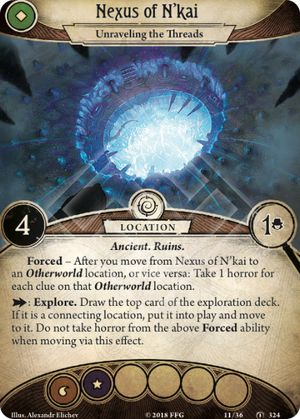 Nexus of N'kai
Unraveling the Threads
4
LOCATION
1
Ancient. Ruins.
Forced – After you move from Nexus of N'kai to
an Otherworld location, or vice versa: Take 1 horror for
each clue on that Otherworld location.
: Explore. Draw the top card of the exploration deck.
If it is a connecting location, put it into play and move
to it. Do not take horror from the above Forced ability
when moving via this effect.
Illus. Alexandr Elichev
© 2018 FFG
11/36
324